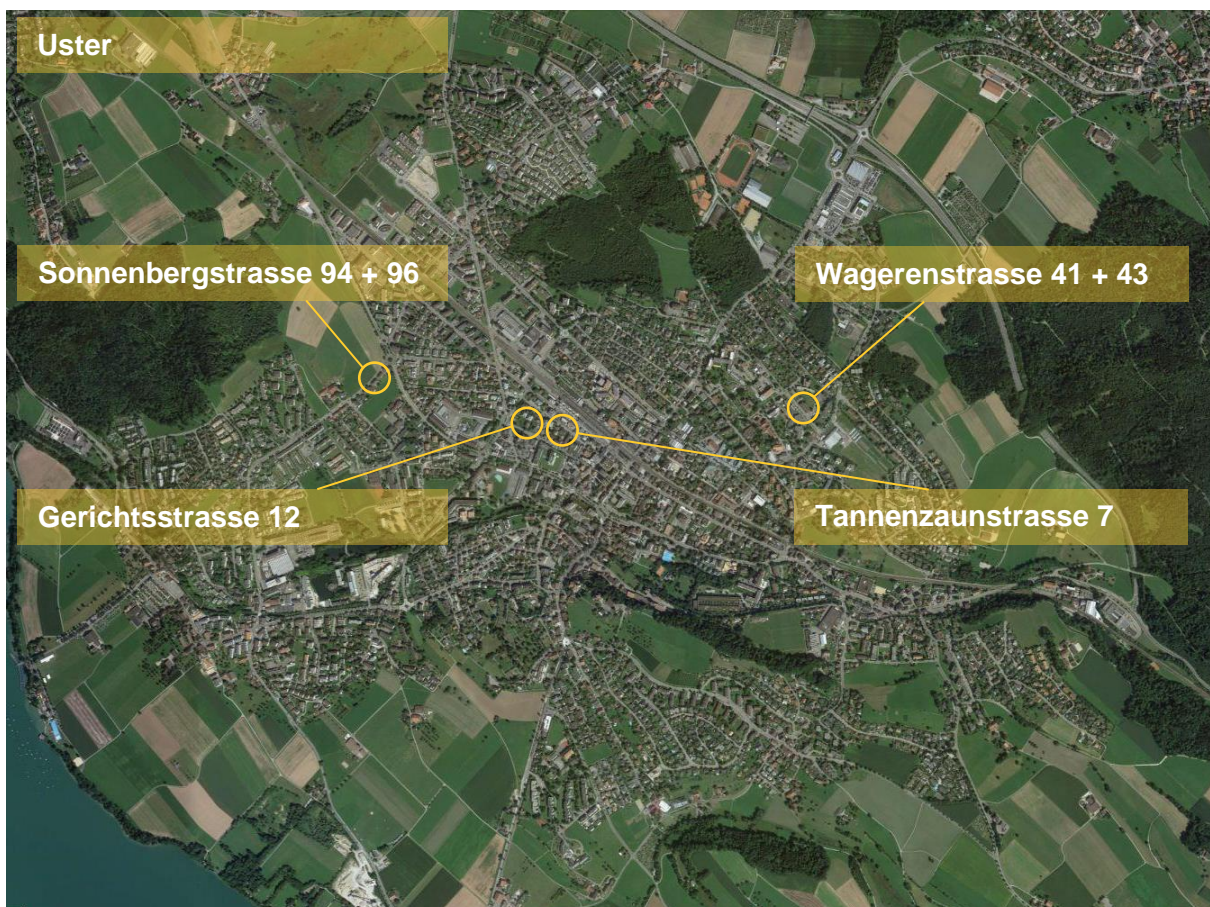 Uster
Sonnenbergstrasse 94 + 96
Wagerenstrasse 41 + 43
Gerichtsstrasse 12
Tannenzaunstrasse 7